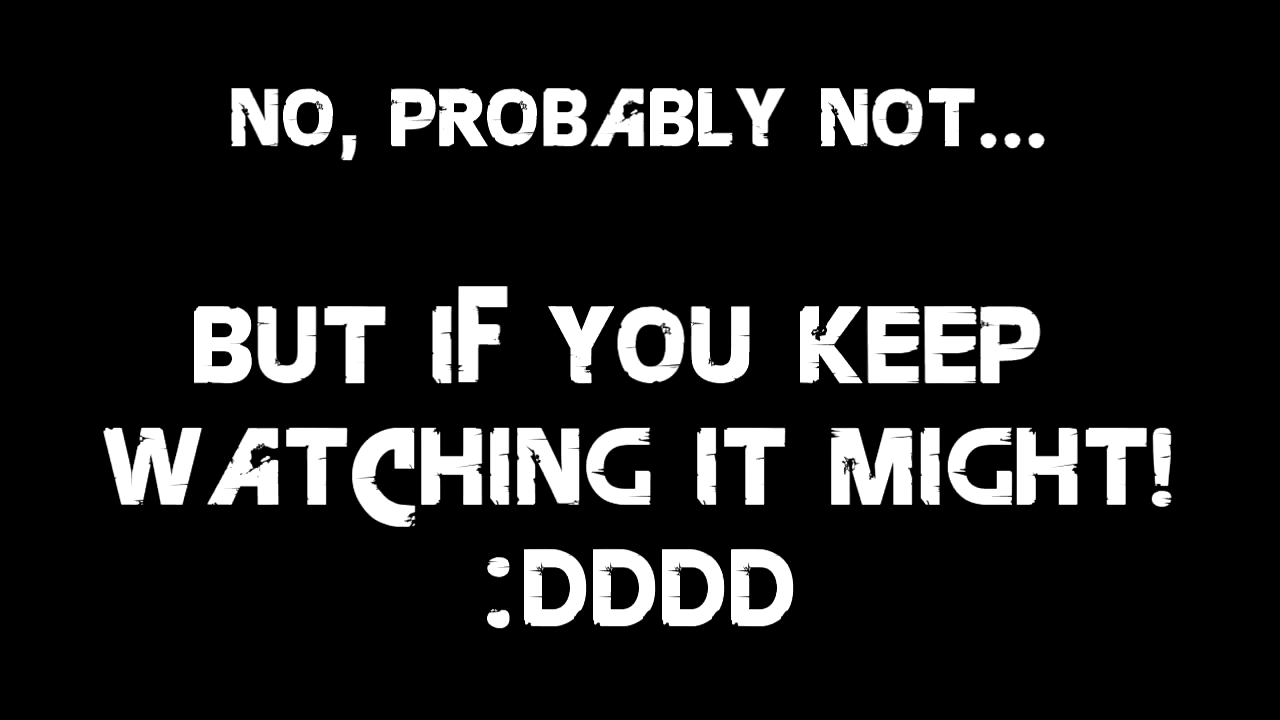 NO, PROBABLY NOT...
BUT IF YOU KEEP
WATCHING IT MIGHT!
:DDDD